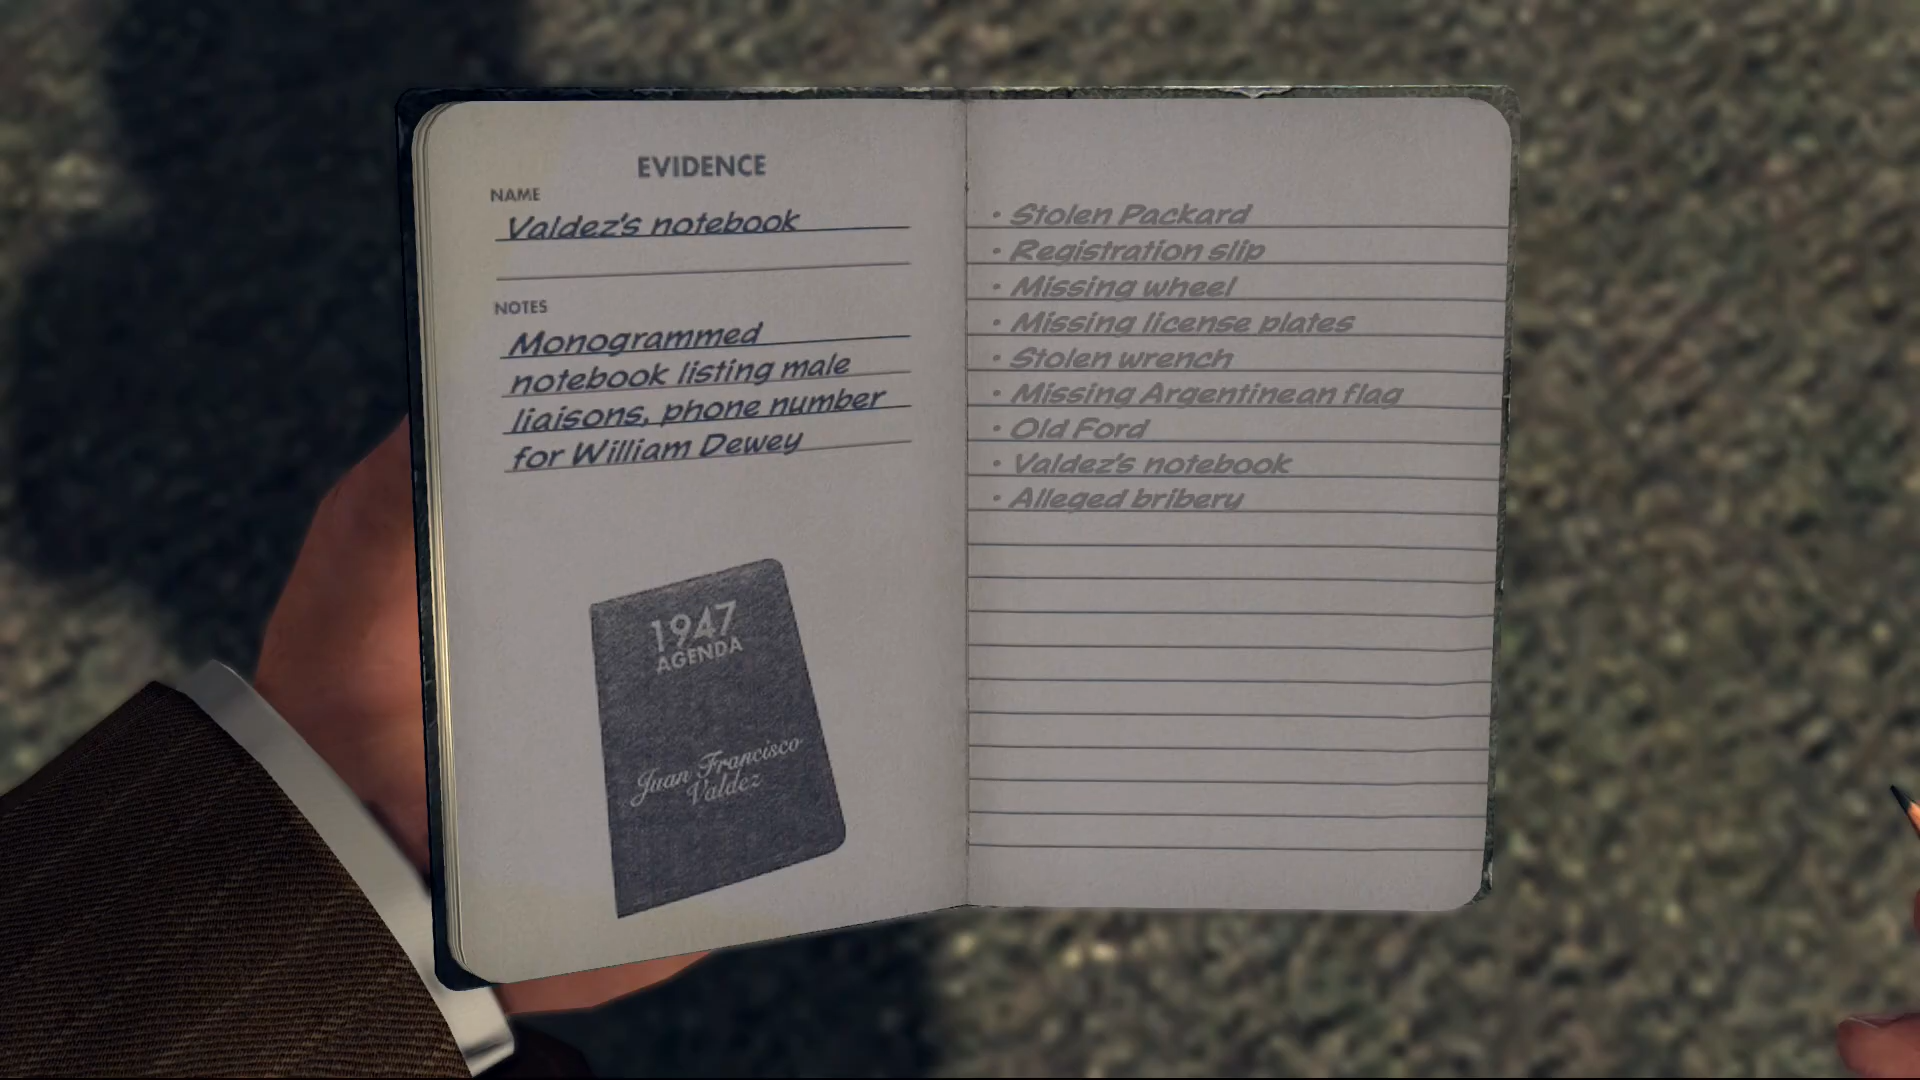 EVIDENCE
NAME
Valdez's notebook
NOTES
Monogrammed
notebook listing male
liaisons, phone number
for William Dewey
1947
AGENDA
Juan Francisco
Valdez
• Stolen Packard
• Registration slip
• Missing wheel
• Missing license plates
• Stolen wrench
• Missing Argentinean flag
• Old Ford
• Valdez's notebook
• Alleged bribery